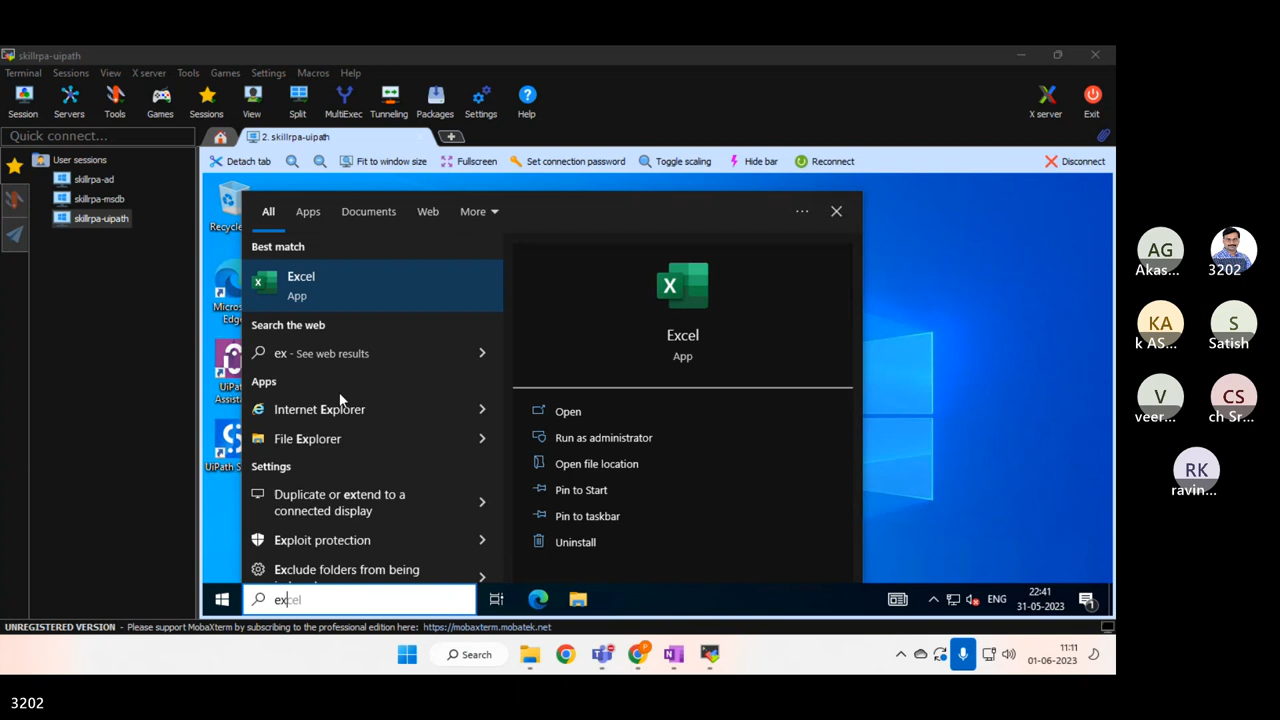 skillrpa-uipath
Terminal Sessions View X server Tools Games Settings Macros Help
Session Servers Tools Games Sessions View Split MultiExec Tunneling Packages Settings Help X server Exit
Quick connect...
2. skillrpa-uipath
User sessions
skillrpa-ad
skillrpa-msdb
skillrpa-uipath
Detach tab Fit to window size Fullscreen Set connection password Toggle scaling Hide bar Reconnect Disconnect
Recycle
Micros
Edge
UiPat
Assista
UiPath S
All Apps Documents Web More
Best match
Excel
App
Search the web
ex - See web results
Apps
Internet Explorer
File Explorer
Settings
Duplicate or extend to a
connected display
Exploit protection
Exclude folders from being
Excel
App
Open
Run as administrator
Open file location
Pin to Start
Pin to taskbar
Uninstall
excel
ENG
22:41
31-05-2023
1
UNREGISTERED VERSION - Please support MobaXterm by subscribing to the professional edition here: https://mobaxterm.mobatek.net
Search
11:11
01-06-2023
AG
Akas...
3202
KA
k AS...
S
Satish
V
veer...
CS
ch Sr...
RK
ravin...
3202